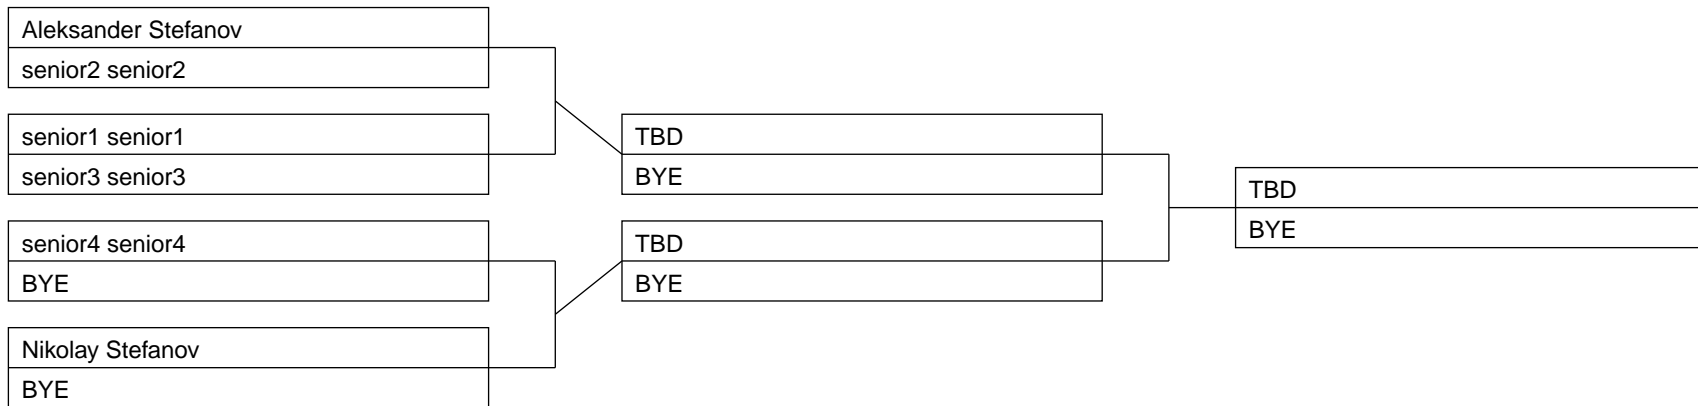 Aleksander Stefanov
senior2 senior2
senior1 senior1
senior3 senior3
senior4 senior4
BYE
Nikolay Stefanov
BYE
TBD
BYE
TBD
BYE
TBD
BYE